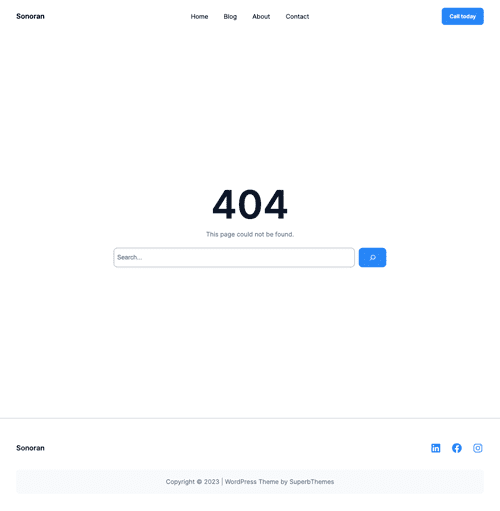 Sonoran
Home Blog About Contact
Call today
404
This page could not be found.
Search...
Sonoran
Copyright © 2023 | WordPress Theme by SuperbThemes